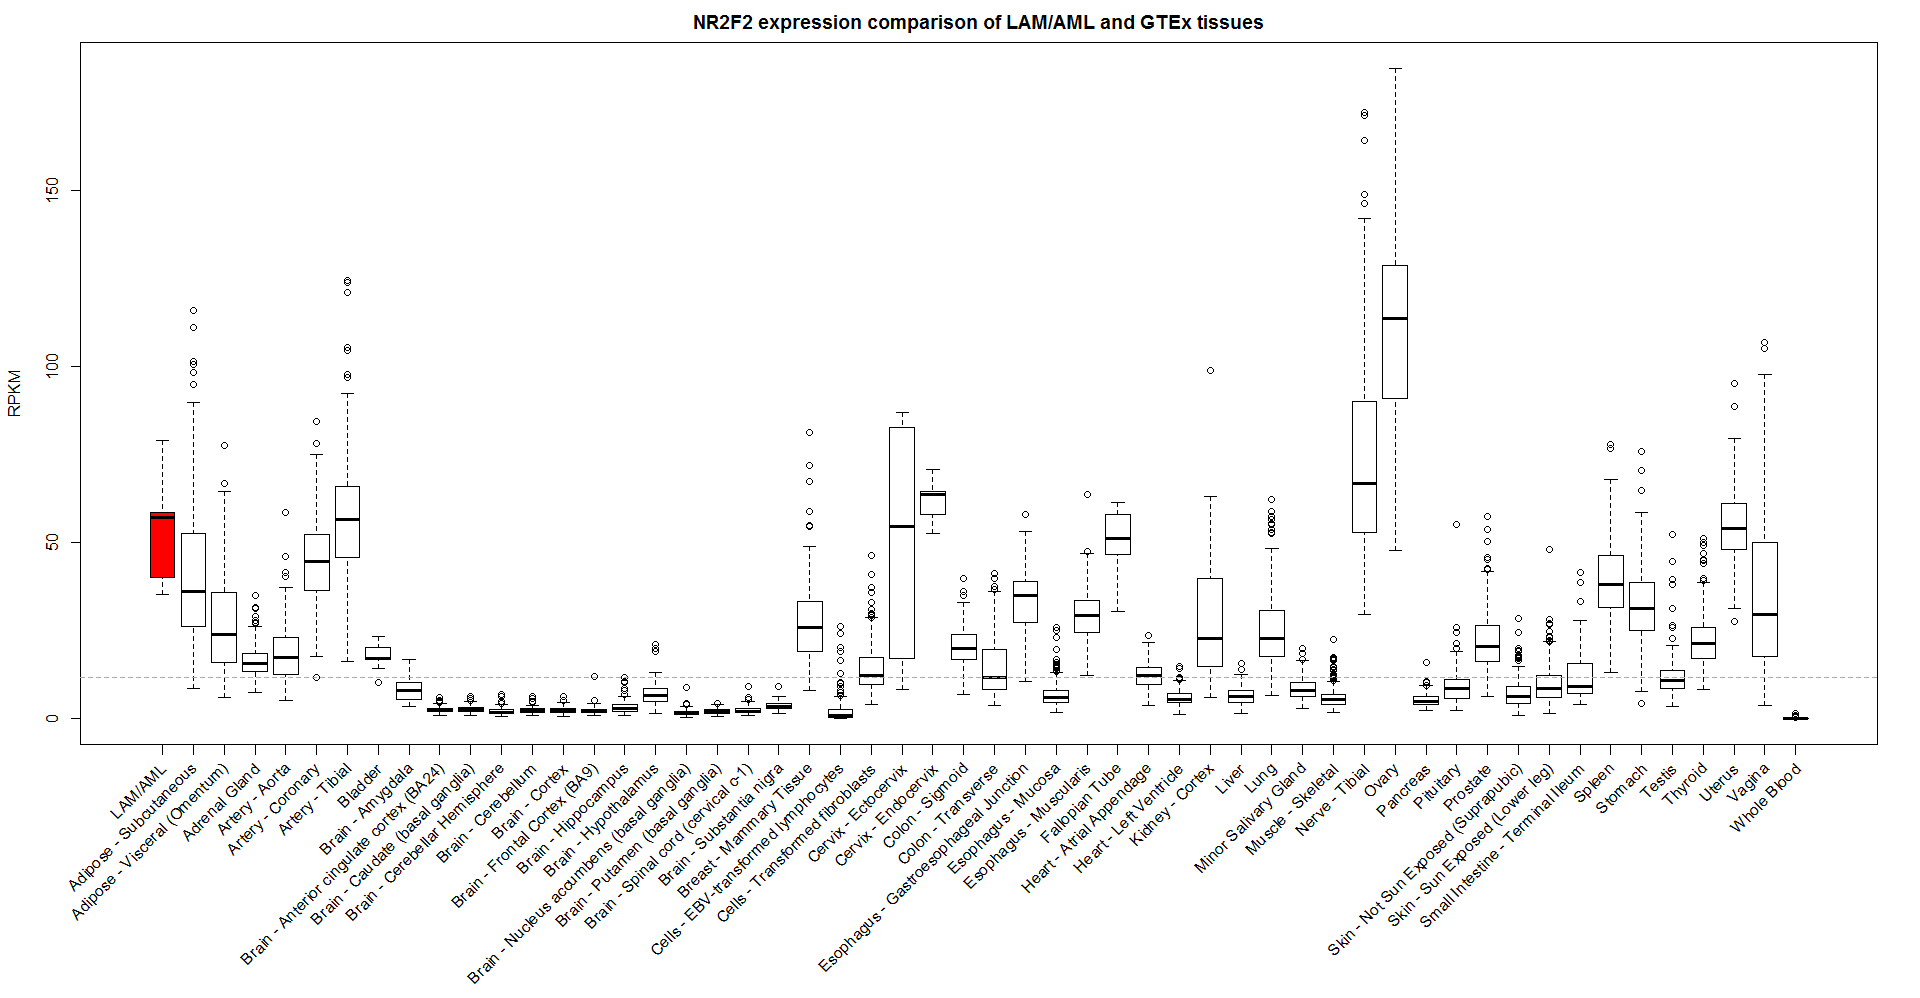 NR2F2 expression comparison of LAM/AML and GTEx tissues
RPKM
150
100
50
0
LAM/AML
Adipose - Subcutaneous
Adipose - Visceral (Omentum)
Adrenal Gland
Artery - Aorta
Artery - Coronary
Artery - Tibial
Bladder
Brain - Amygdala
Brain - Anterior cingulate cortex (BA24)
Brain - Caudate (basal ganglia)
Brain - Cerebellar Hemisphere
Brain - Cerebellum
Brain - Cortex
Brain - Frontal Cortex (BA9)
Brain - Hippocampus
Brain - Hypothalamus
Brain - Nucleus accumbens (basal ganglia)
Brain - Putamen (basal ganglia)
Brain - Spinal cord (cervical c-1)
Brain - Substantia nigra
Breast - Mammary Tissue
Cells - EBV-transformed lymphocytes
Cells - Transformed fibroblasts
Cervix - Ectocervix
Cervix - Endocervix
Colon - Sigmoid
Colon - Transverse
Esophagus - Gastroesophageal Junction
Esophagus - Mucosa
Esophagus - Muscularis
Fallopian Tube
Heart - Atrial Appendage
Heart - Left Ventricle
Kidney - Cortex
Liver
Lung
Minor Salivary Gland
Muscle - Skeletal
Nerve - Tibial
Ovary
Pancreas
Pituitary
Prostate
Skin - Not Sun Exposed (Suprapubic)
Skin - Sun Exposed (Lower leg)
Small Intestine - Terminal Ileum
Spleen
Stomach
Testis
Thyroid
Uterus
Vagina
Whole Blood